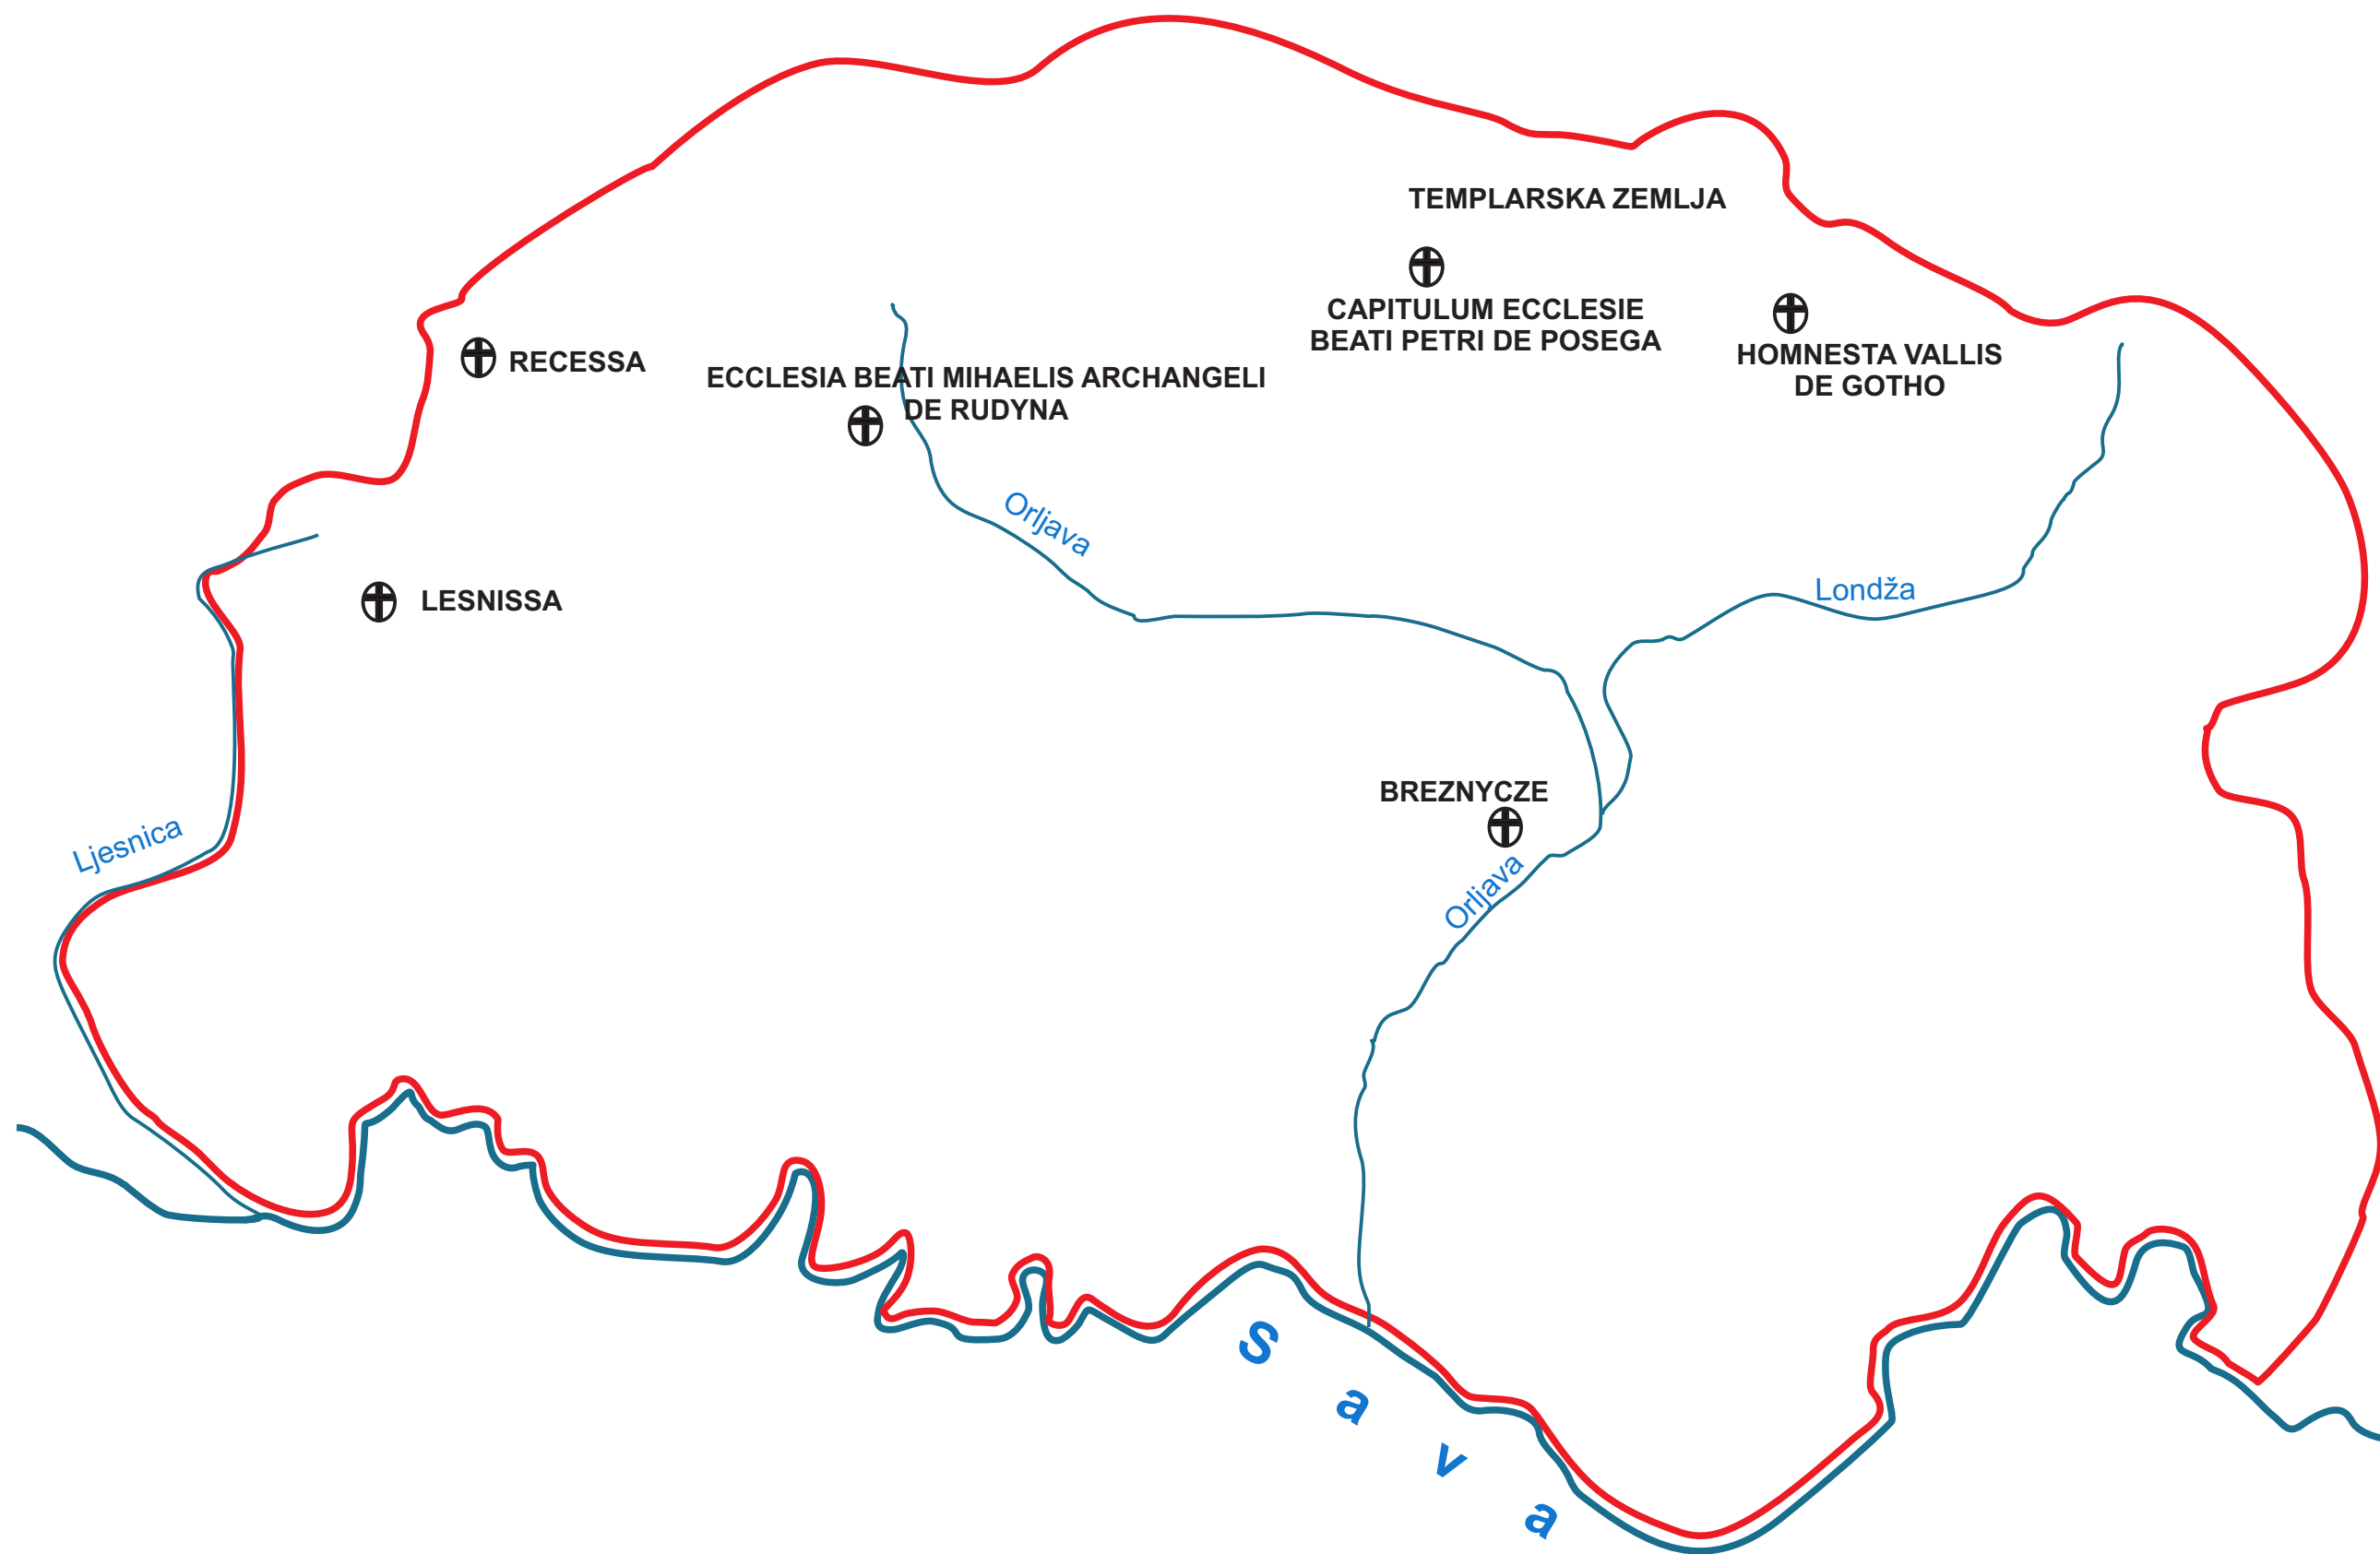 TEMPLARSKA ZEMLJA
CAPITULUM ECCLESIE
BEATI PETRI DE POSEGA
HOMNESTA VALLIS
DE GOTHO
RECESSA
ECCLESIA BEATI MIHAELIS ARCHANGELI
DE RUDYNA
Orljava
Londža
LESNISSA
BREZNYCZE
Ljesnica
Orljava
Sava